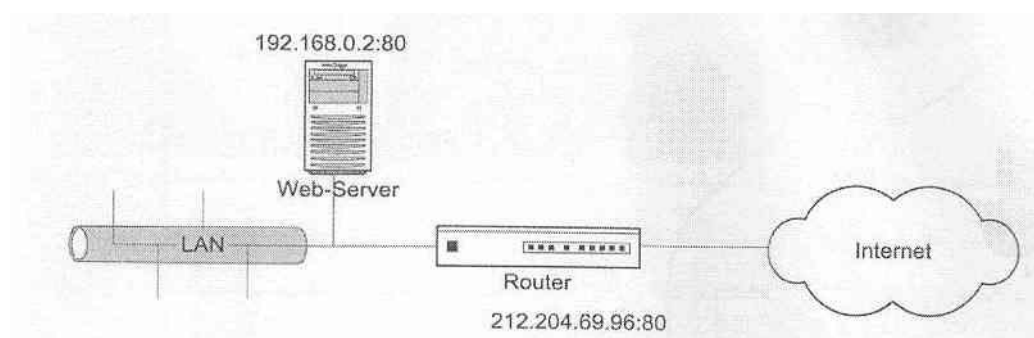 192.168.0.2:80
Web-Server
LAN
Internet
Router
212.204.69.96:80